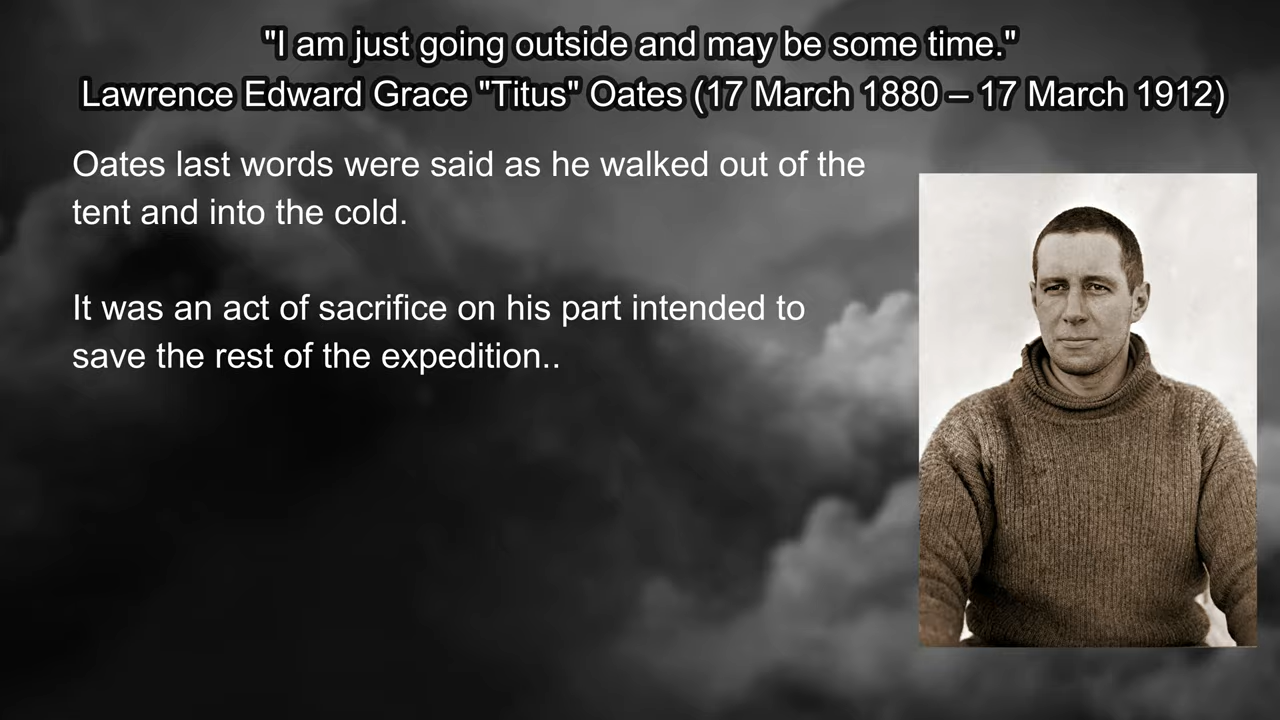 "I am just going outside and may be some time."
Lawrence Edward Grace "Titus" Oates (17 March 1880 – 17 March 1912)
Oates last words were said as he walked out of the
tent and into the cold.
It was an act of sacrifice on his part intended to
save the rest of the expedition..